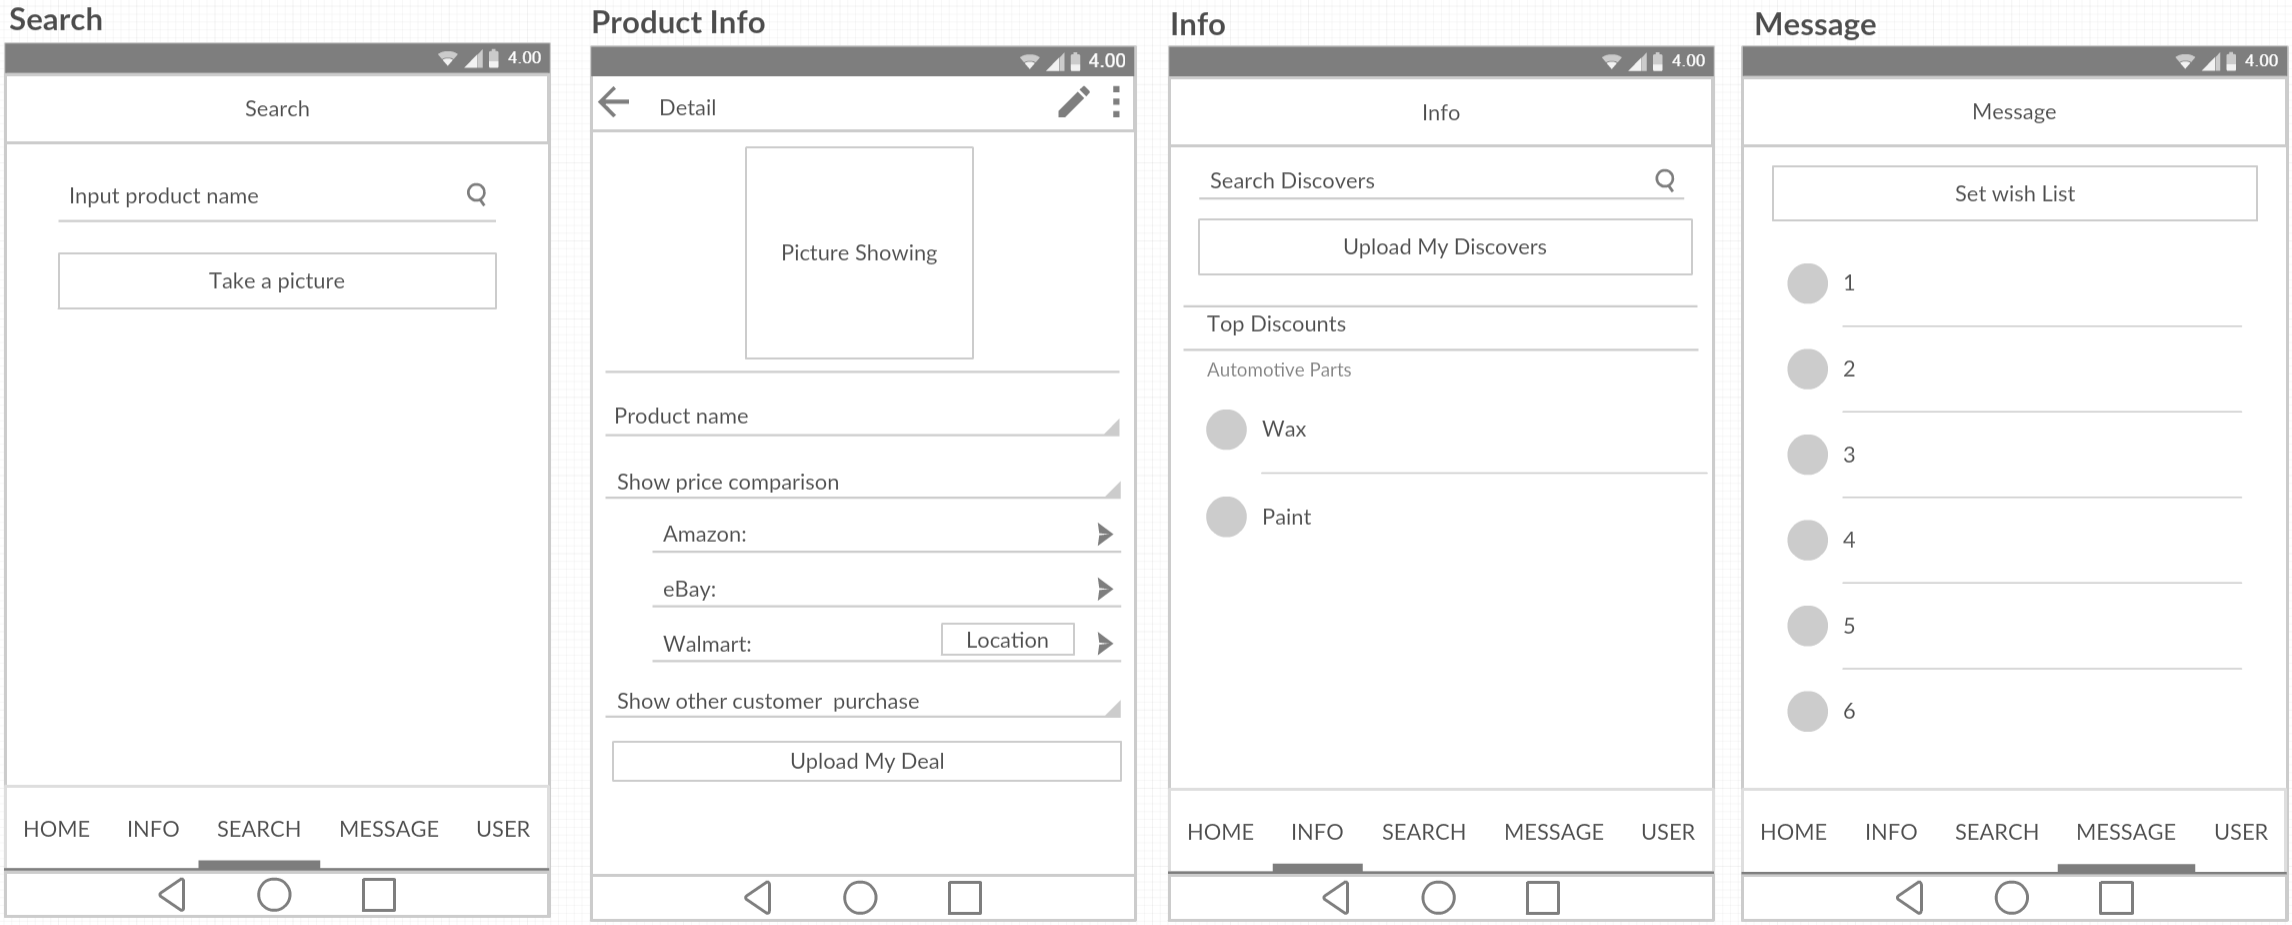 Search
4.00
Search
Input product name
Take a picture
HOME INFO SEARCH MESSAGE USER
Product Info
4.00
Detail
Picture Showing
Product name
Show price comparison
Amazon:
eBay:
Walmart: Location
Show other customer purchase
Upload My Deal
Info
4.00
Info
Search Discovers
Upload My Discovers
Top Discounts
Automotive Parts
Wax
Paint
HOME INFO SEARCH MESSAGE USER
Message
4.00
Message
Set wish List
1
2
3
4
5
6
HOME INFO SEARCH MESSAGE USER